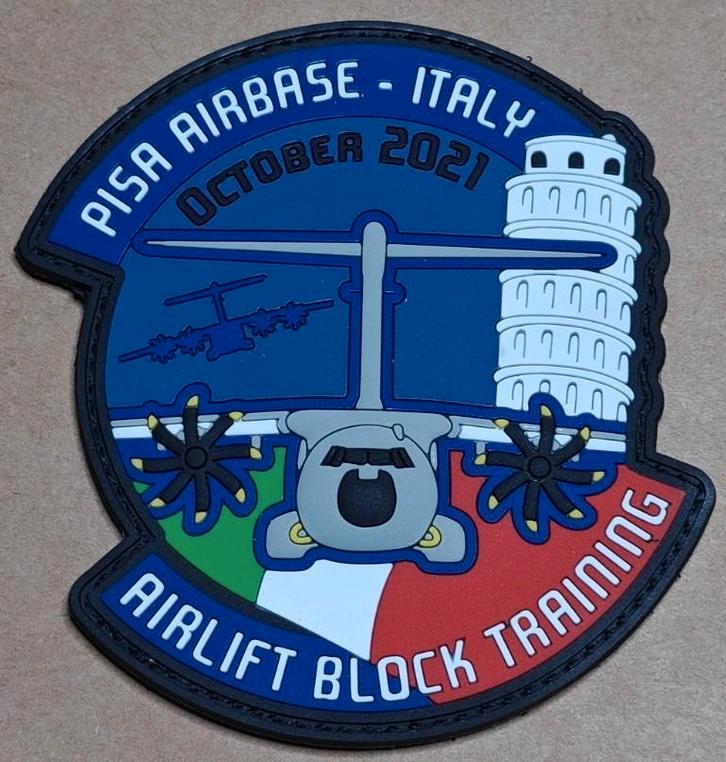 PISA AIRBASE - ITALY
OCTOBER 2021
AIRLIFT BLOCK TRAINING